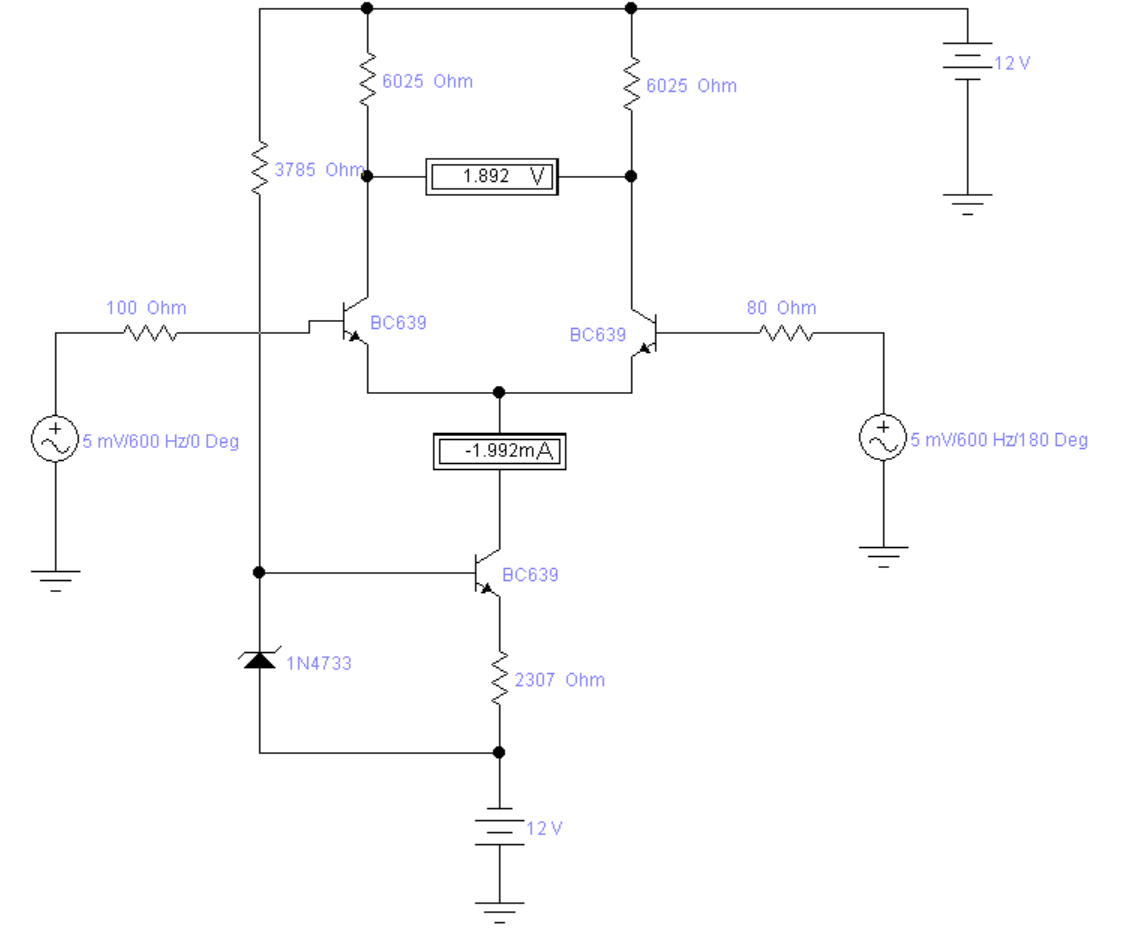 6025 Ohm
6025 Ohm
12 V
3785 Ohm
1.892 V
100 Ohm
80 Ohm
BC639
BC639
5 mV/600 Hz/0 Deg
5 mV/600 Hz/180 Deg
-1.992mA
BC639
1N4733
2307 Ohm
12 V